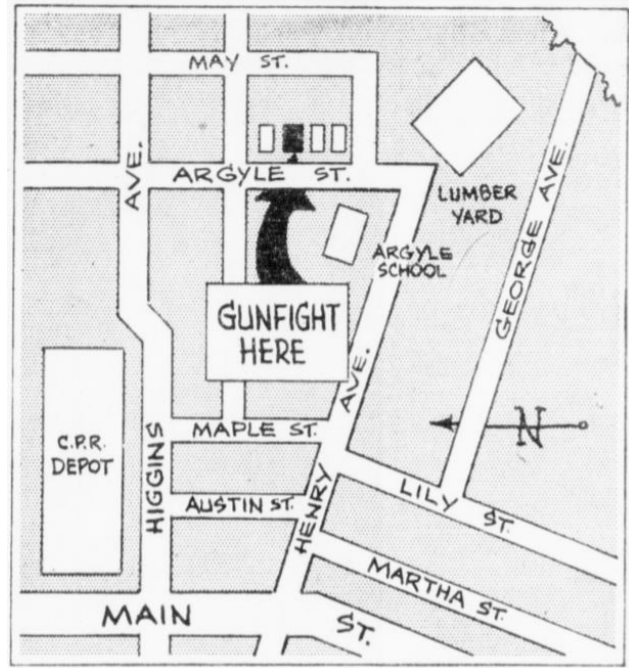 MAY ST.
AVE.
ARGYLE ST.
LUMBER
YARD
GEORGE AVE.
ARGYLE
SCHOOL
GUNFIGHT
HERE
AVE.
N
C.P.R.
DEPOT
HIGGINS
MAPLE ST.
AUSTIN ST.
HENRY
LILY ST.
MARTHA ST.
MAIN ST.